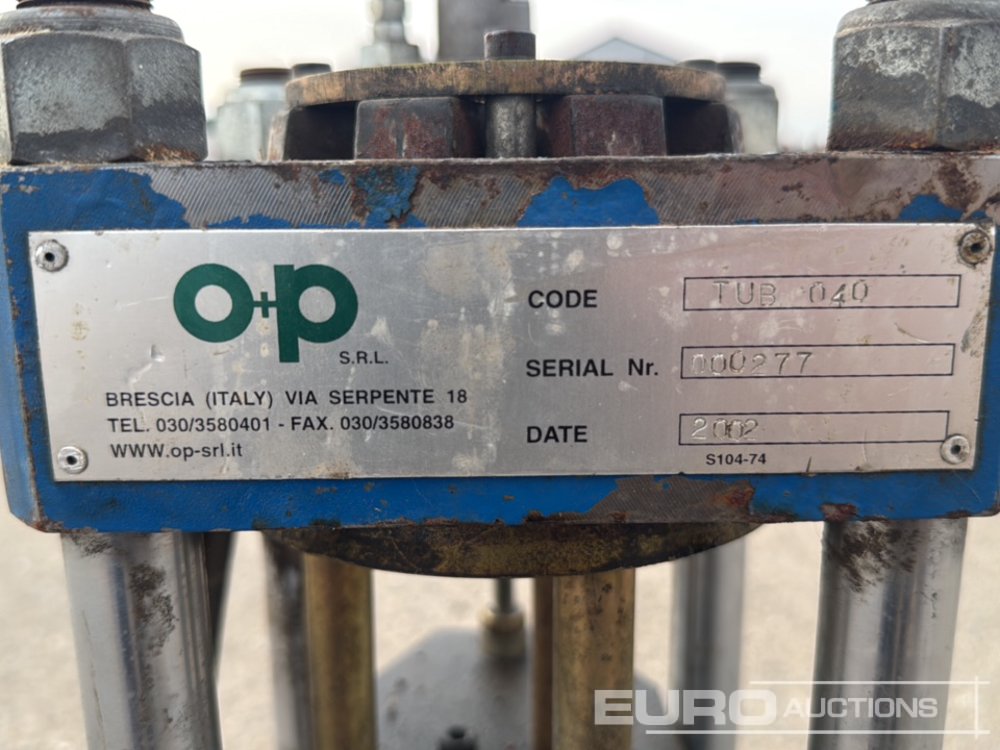 o+p
S.R.L.
BRESCIA (ITALY) VIA SERPENTE 18
TEL. 030/3580401 - FAX. 030/3580838
www.op-srl.it
CODE TUB 040
SERIAL Nr. 000277
DATE 2002
S104-74
EURO AUCTIONS